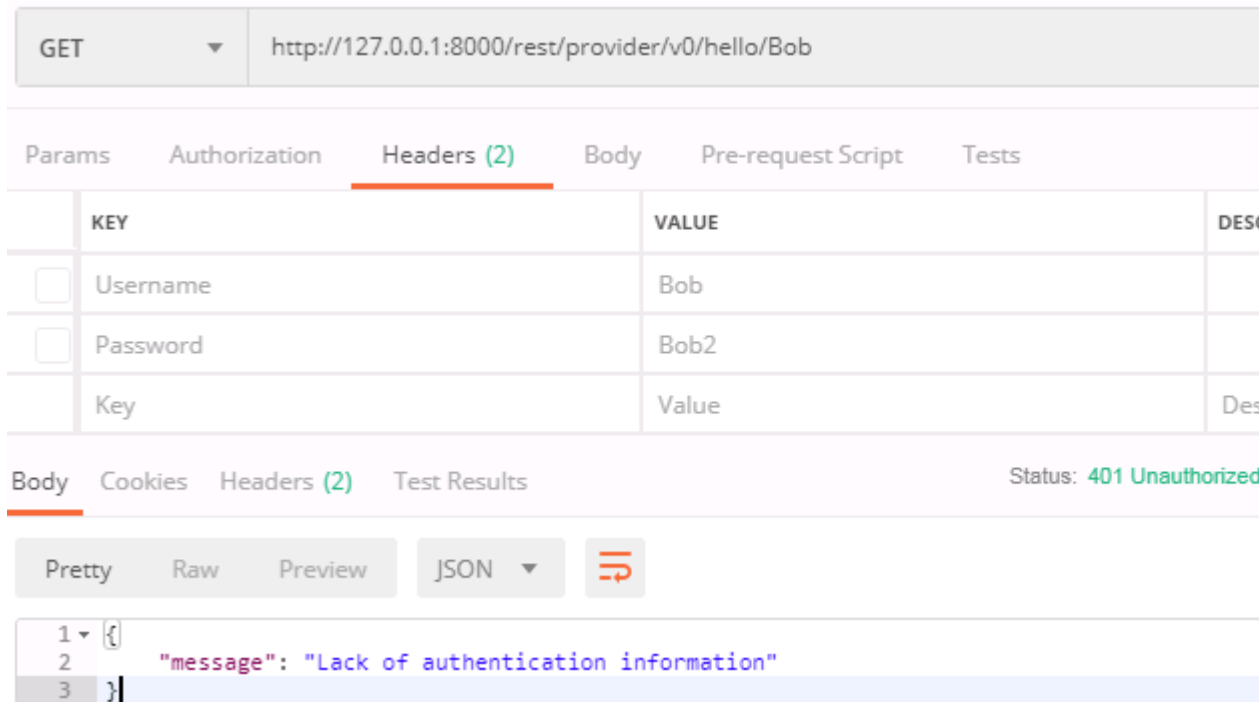 GET http://127.0.0.1:8000/rest/provider/v0/hello/Bob
Params Authorization Headers (2) Body Pre-request Script Tests
KEY VALUE DESC
Username Bob
Password Bob2
Key Value Des
Body Cookies Headers (2) Test Results Status: 401 Unauthorized
Pretty Raw Preview JSON
1 {
2 "message": "Lack of authentication information"
3 }